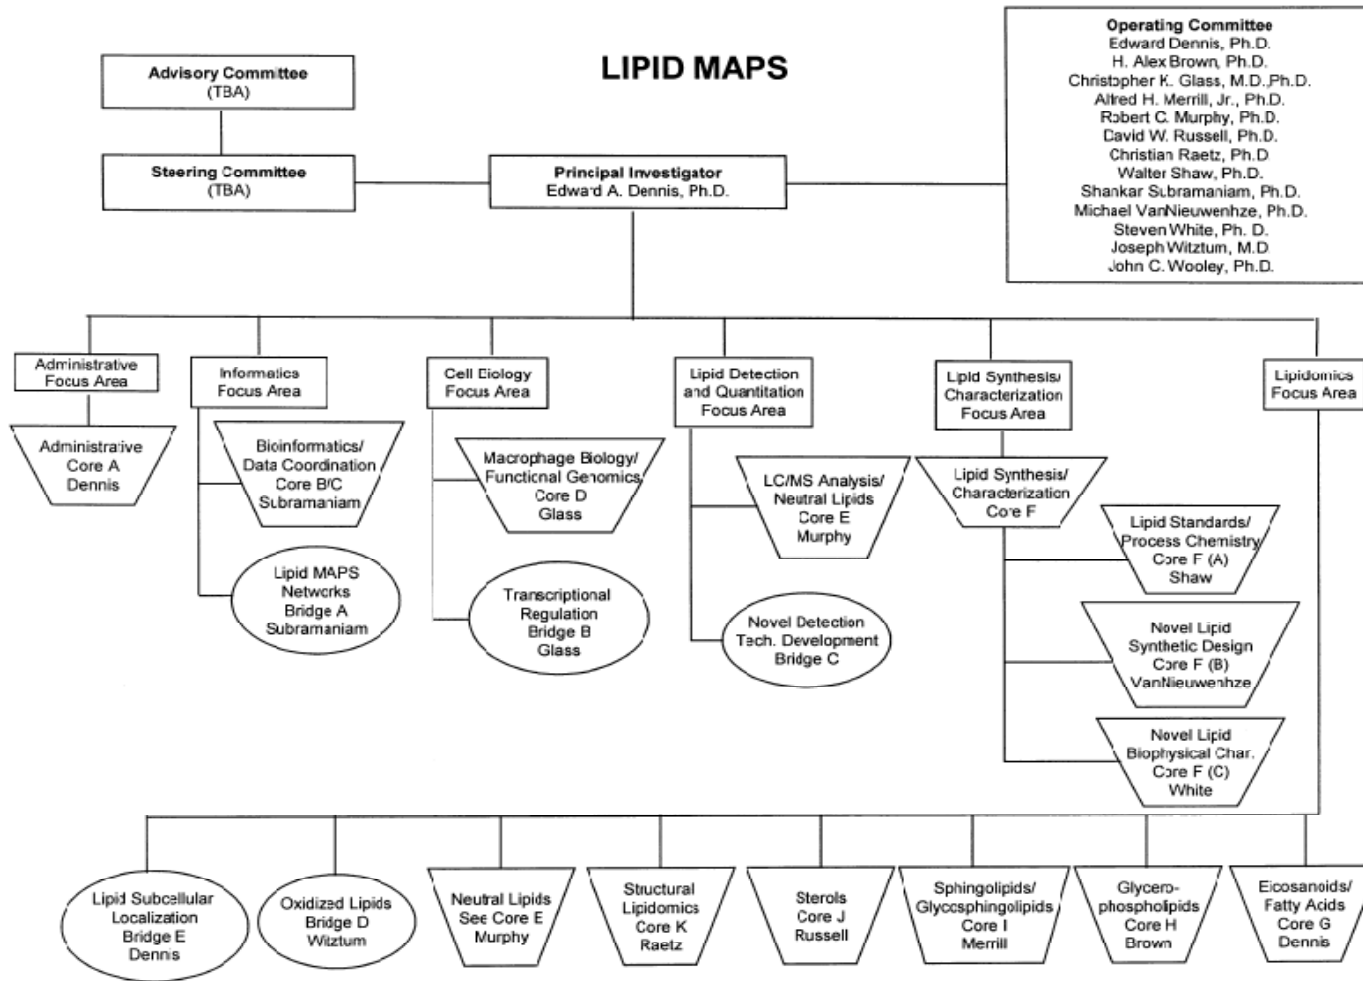 LIPID MAPS
Advisory Committee
(TBA)
Steering Committee
(TBA)
Principal Investigator
Edward A. Dennis, Ph.D.
Operating Committee
Edward Dennis, Ph.D.
H. Alex Brown, Ph.D.
Christopher K. Glass, M.D.,Ph.D.
Alfred H. Merrill, Jr., Ph.D.
Robert C. Murphy, Ph.D.
David W. Russell, Ph.D.
Christian Raetz, Ph.D
Walter Shaw, Ph.D.
Shankar Subramaniam, Ph.D.
Michael VanNieuwenhze, Ph.D.
Steven White, Ph. D.
Joseph Witztum, M.D
John C. Wooley, Ph.D.
Administrative
Focus Area
Informatics
Focus Area
Cell Biology
Focus Area
Lipid Detection
and Quantitation
Focus Area
Lipid Synthesis/
Characterization
Focus Area
Lipidomics
Focus Area
Administrative
Core A
Dennis
Bioinformatics/
Data Coordination
Core B/C
Subramaniam
Lipid MAPS
Networks
Bridge A
Subramaniam
Macrophage Biology/
Functional Genomics
Core D
Glass
Transcriptional
Regulation
Bridge B
Glass
LC/MS Analysis/
Neutral Lipids
Core E
Murphy
Novel Detection
Tech. Development
Bridge C
Lipid Synthesis/
Characterization
Core F
Lipid Standards/
Process Chemistry
Core F (A)
Shaw
Novel Lipid
Synthetic Design
Core F (B)
VanNieuwenhze
Novel Lipid
Biophysical Char.
Core F (C)
White
Lipid Subcellular
Localization
Bridge E
Dennis
Oxidized Lipids
Bridge D
Witztum
Neutral Lipids
See Core E
Murphy
Structural
Lipidomics
Core K
Raetz
Sterols
Core J
Russell
Sphingolipids/
Glycosphingolipids
Core I
Merrill
Glycero-
phospholipids
Core H
Brown
Eicosanoids/
Fatty Acids
Core G
Dennis